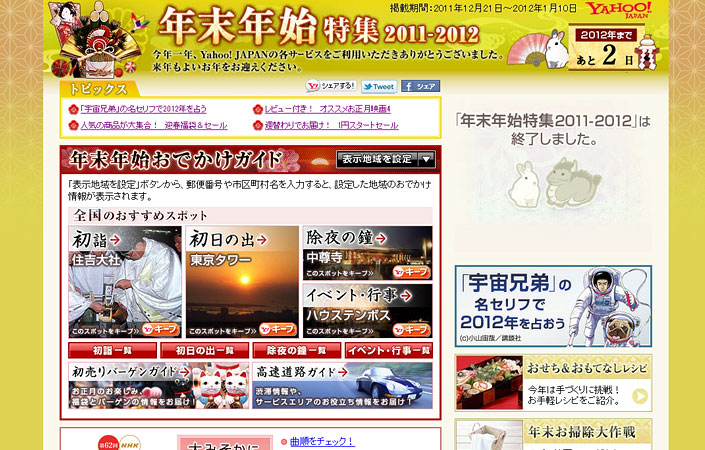 掲載期間：2011年12月21日～2012年1月10日
YAHOO! JAPAN
年末年始特集 2011-2012
今年一年、Yahoo! JAPANの各サービスをご利用いただきありがとうございました。
来年もよいお年をお迎えください。
2012年まで
あと 2 日
トピックス
シェアする!
Tweet
シェア
「宇宙兄弟」の名セリフで2012年を占う
レビュー付き! オススメお正月映画4
人気の商品が大集合! 迎春福袋＆セール
週替わりでお届け! 1円スタートセール
「年末年始特集2011-2012」は
終了しました。
年末年始おでかけガイド
表示地域を設定
「表示地域を設定」ボタンから、郵便番号や市区町村名を入力すると、設定した地域のおでかけ
情報が表示されます。
全国のおすすめスポット
初詣
住吉大社
このスポットをキープ>>
キープ
初日の出
東京タワー
このスポットをキープ>>
キープ
除夜の鐘
中尊寺
このスポットをキープ>>
キープ
イベント・行事
ハウステンボス
このスポットをキープ>>
キープ
初詣一覧
初日の出一覧
除夜の鐘一覧
イベント・行事一覧
初売りバーゲンガイド
お正月のお楽しみ、
福袋とバーゲンの情報をお届け!
高速道路ガイド
渋滞情報や、
サービスエリアのお役立ち情報をお届け!
「宇宙兄弟」の
名セリフで
2012年を占おう
(c)小山宙哉／講談社
おせち＆おもてなしレシピ
今年は手づくりに挑戦!
お手軽レシピをご紹介。
年末お掃除大作戦
第62回 NHK
大みそかに
曲順をチェック!